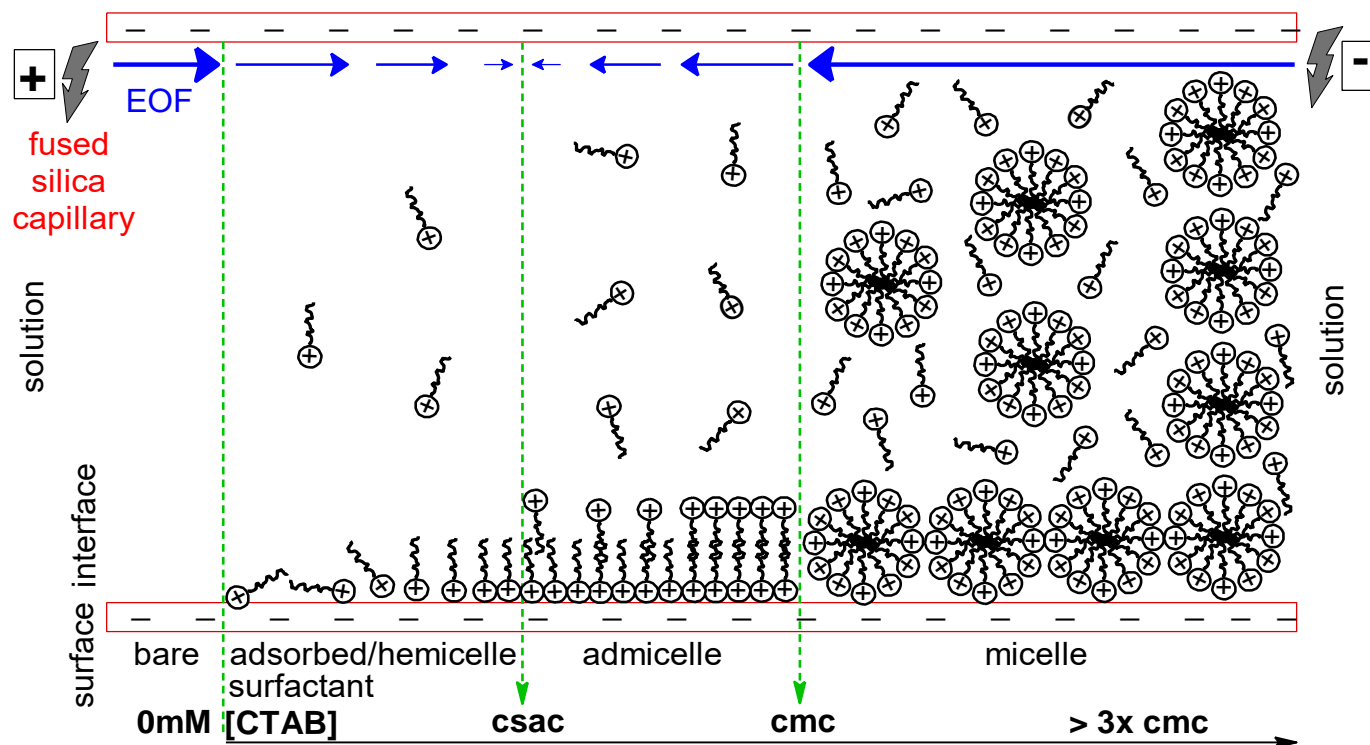 +
-
EOF
fused
silica
capillary
solution
solution
surface interface
bare
adsorbed/hemicelle
surfactant
admicelle
micelle
0mM [CTAB]
csac
cmc
> 3x cmc